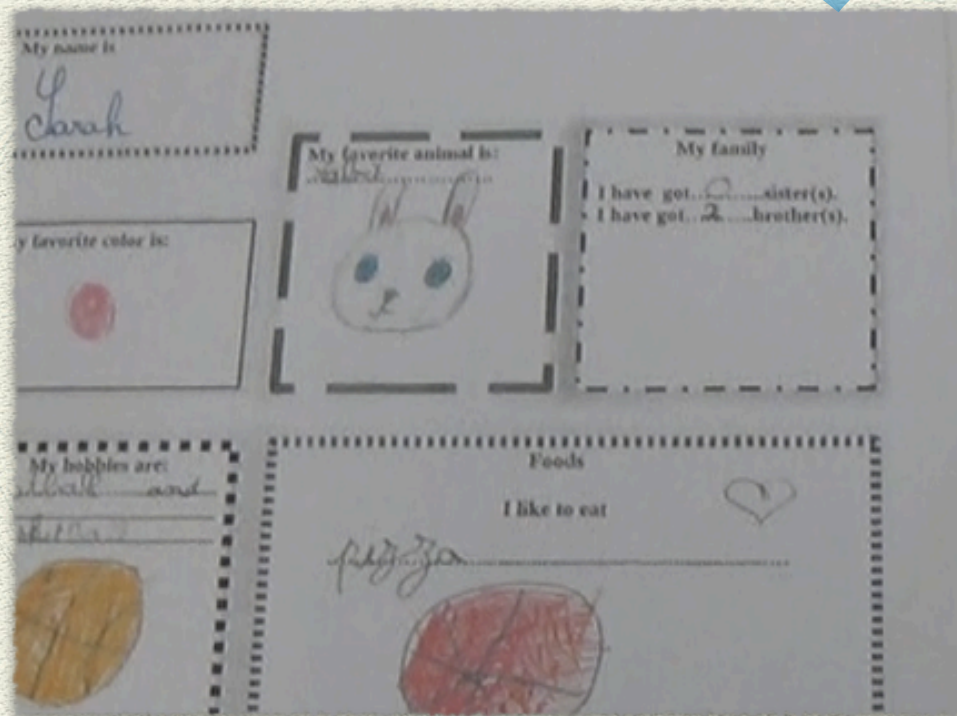 My name is
Sarah
My favorite animal is:
My family
I have got..0......sister(s).
I have got..2.....brother(s).
y favorite color is:
My hobbies are:
and
Foods
I like to eat
pizza